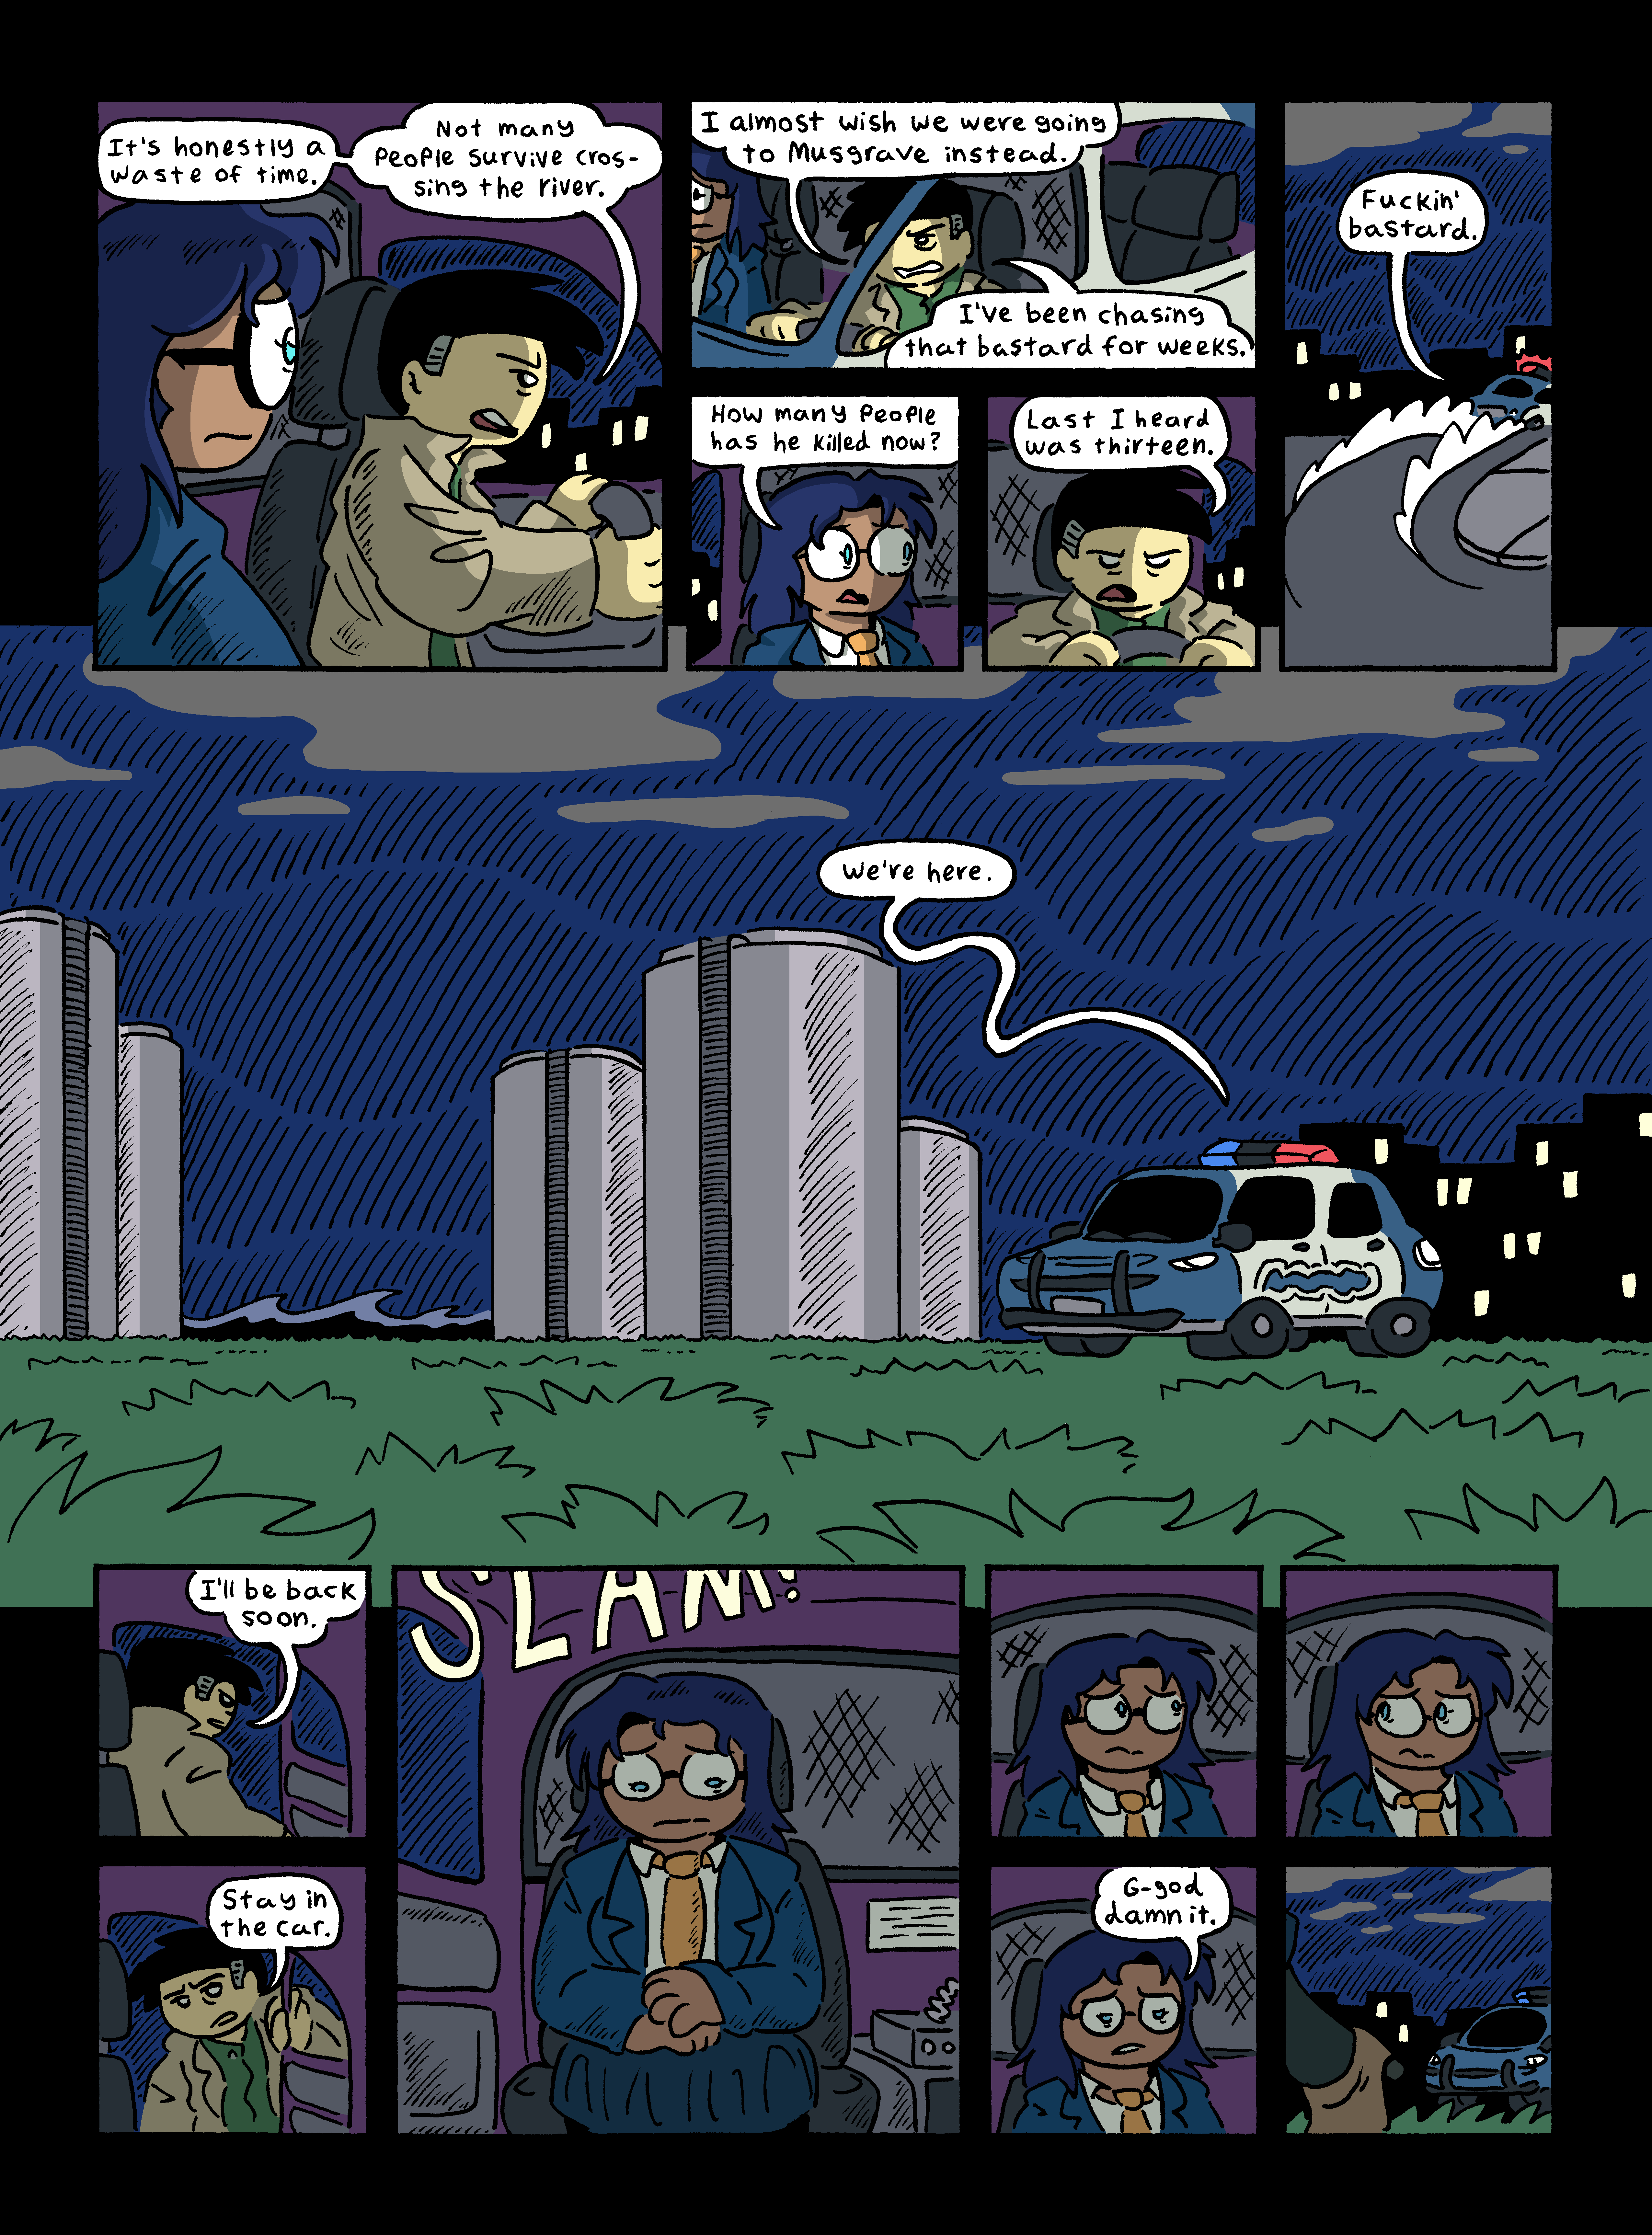 It's honestly a
waste of time.
Not many
people survive cros-
sing the river.
I almost wish we were going
to Musgrave instead.
I've been chasing
that bastard for weeks.
How many people
has he killed now?
Last I heard
was thirteen.
Fuckin'
bastard.
We're here.
I'll be back
soon.
Stay in
the car.
SLAM!
G-god
damn it.